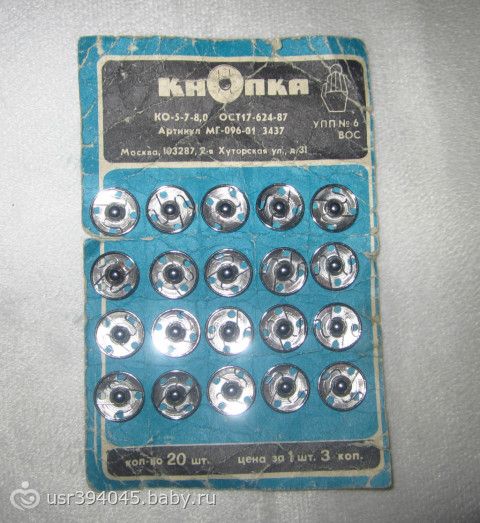 КНОПКА
КО-5-7-8,0 ОСТ17-624-87
Артикул МГ-096-01 3437
УПП № 6
ВОС
Москва, 103287, 2-я Хуторская ул., д/31
кол-во 20 шт. цена за 1 шт. 3 коп.
usr394045.baby.ru